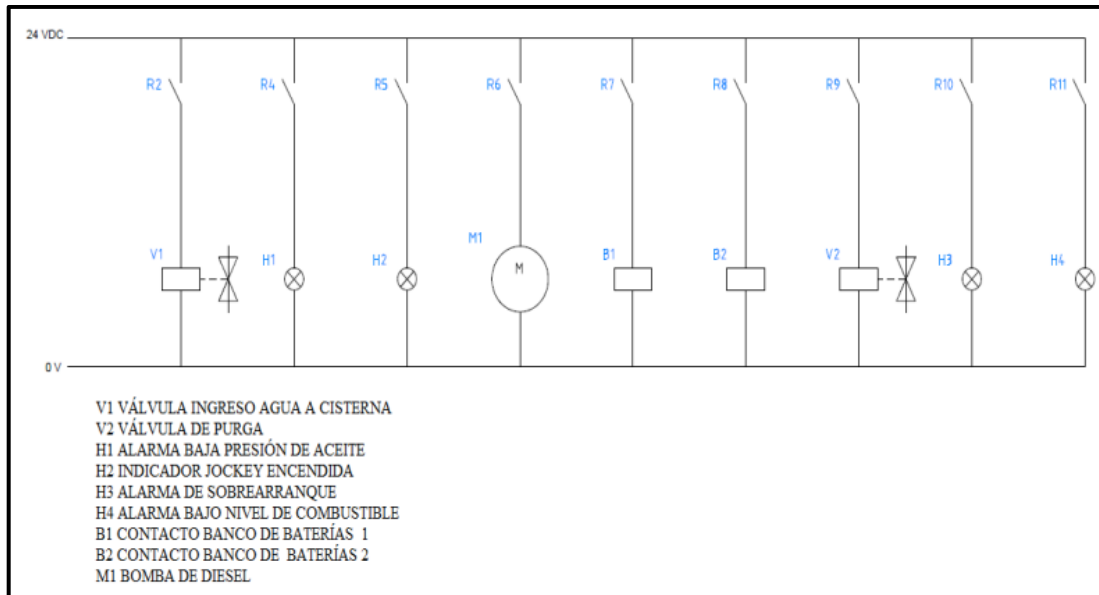 24 VDC
R2 R4 R5 R6 R7 R8 R9 R10 R11
M1
V1 H1 H2 M B1 B2 V2 H3 H4
0 V
V1 VÁLVULA INGRESO AGUA A CISTERNA
V2 VÁLVULA DE PURGA
H1 ALARMA BAJA PRESIÓN DE ACEITE
H2 INDICADOR JOCKEY ENCENDIDA
H3 ALARMA DE SOBREARRANQUE
H4 ALARMA BAJO NIVEL DE COMBUSTIBLE
B1 CONTACTO BANCO DE BATERÍAS 1
B2 CONTACTO BANCO DE BATERÍAS 2
M1 BOMBA DE DIESEL